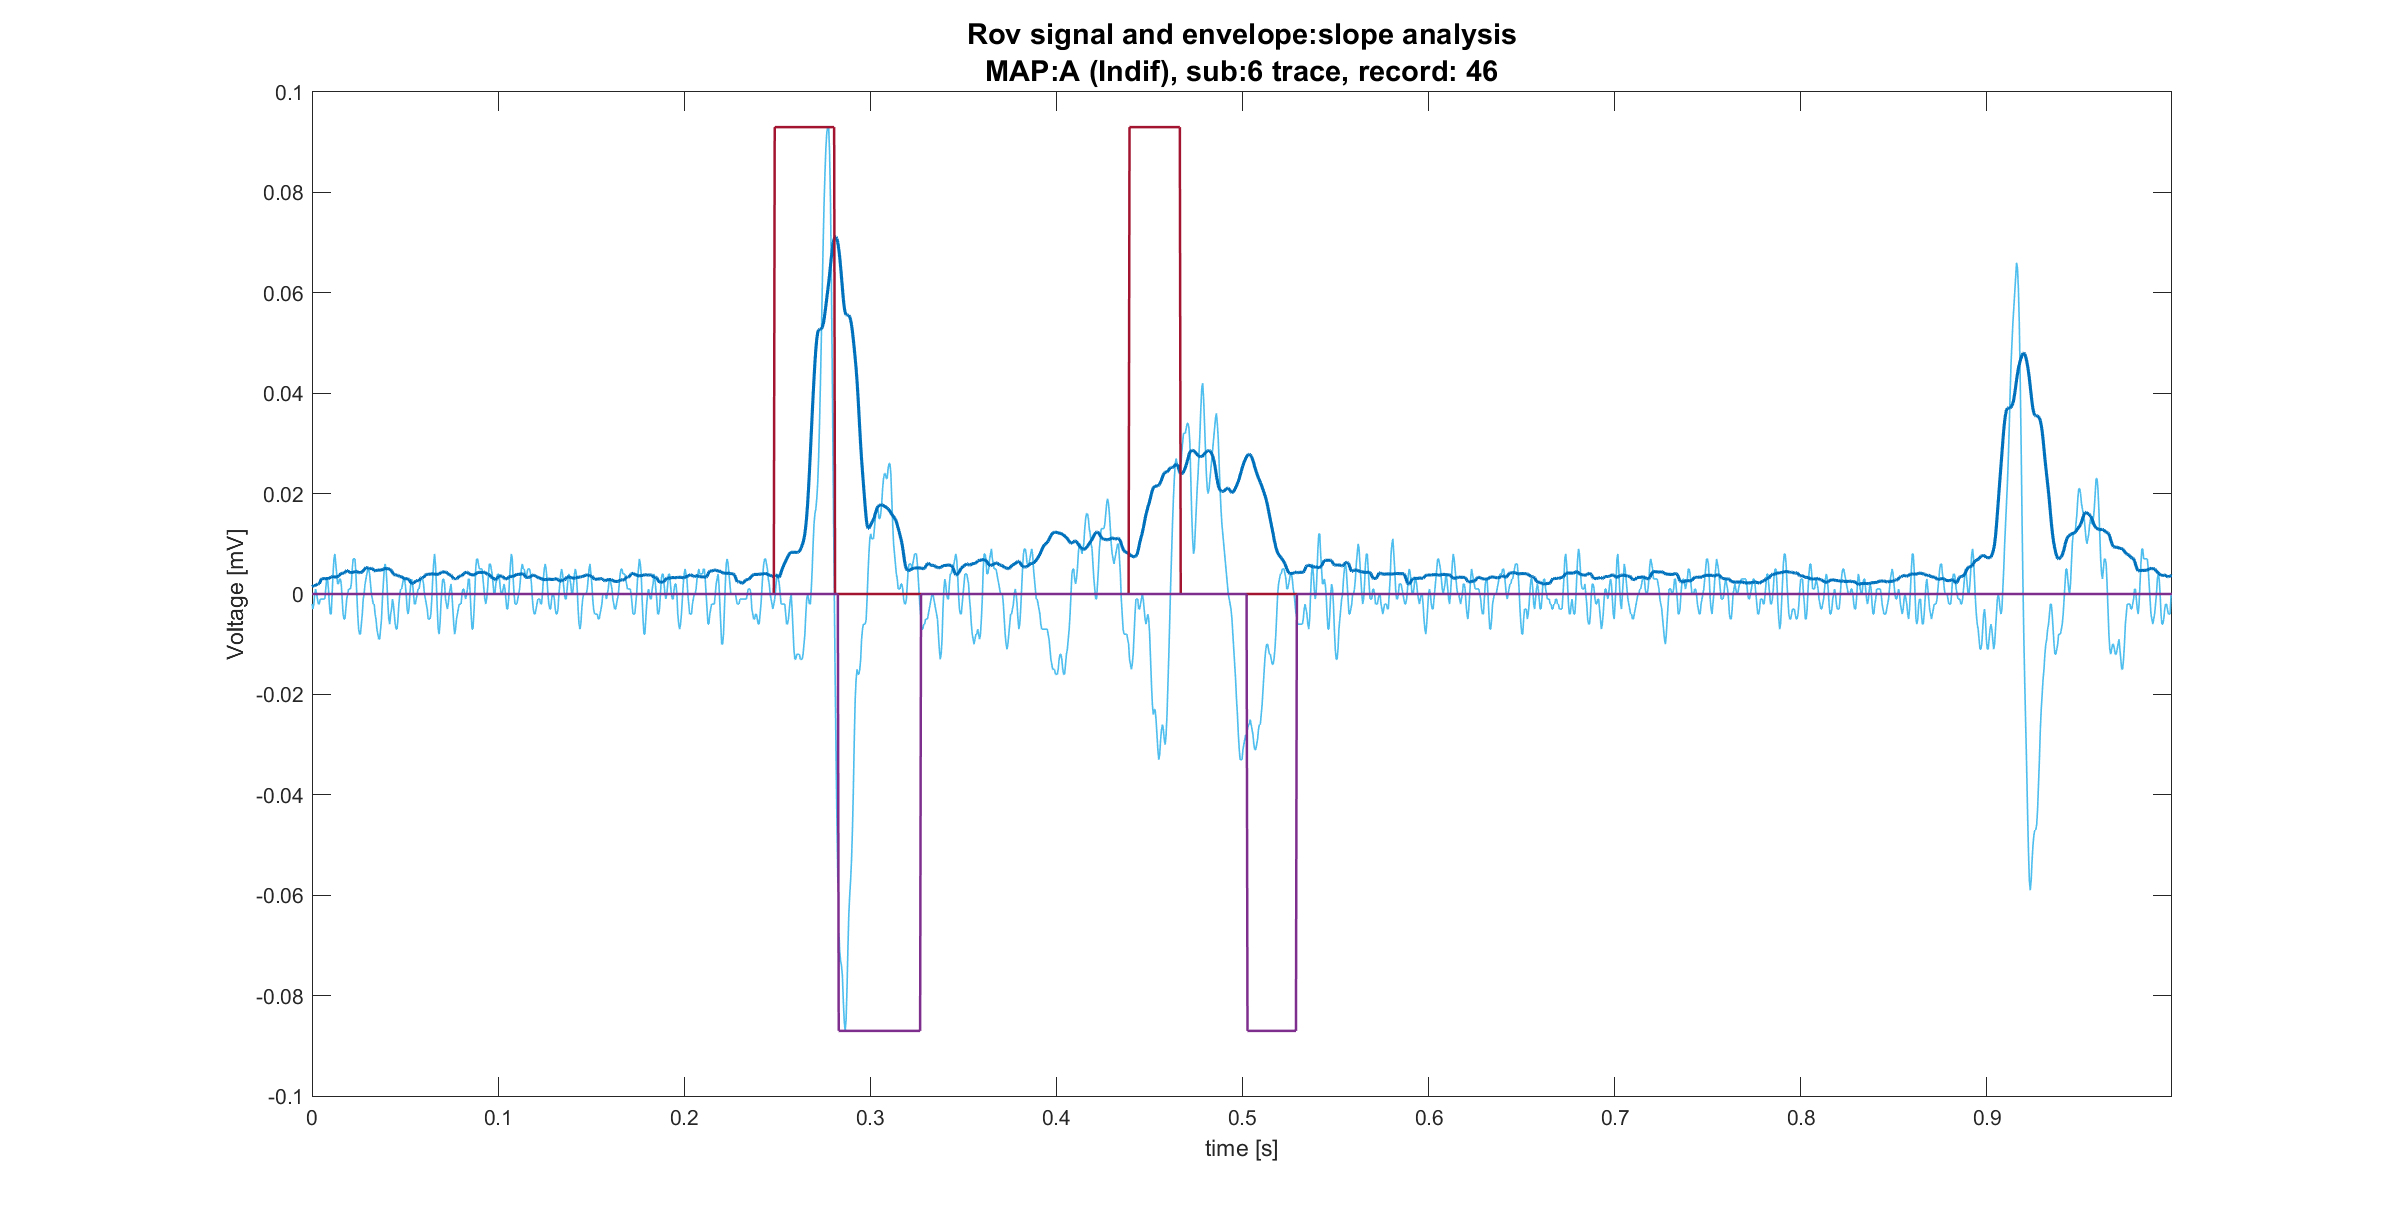 Rov signal and envelope:slope analysis
MAP:A (Indif), sub:6 trace, record: 46
0.1
0.08
0.06
0.04
0.02
0
-0.02
-0.04
-0.06
-0.08
-0.1
Voltage [mV]
0 0.1 0.2 0.3 0.4 0.5 0.6 0.7 0.8 0.9
time [s]